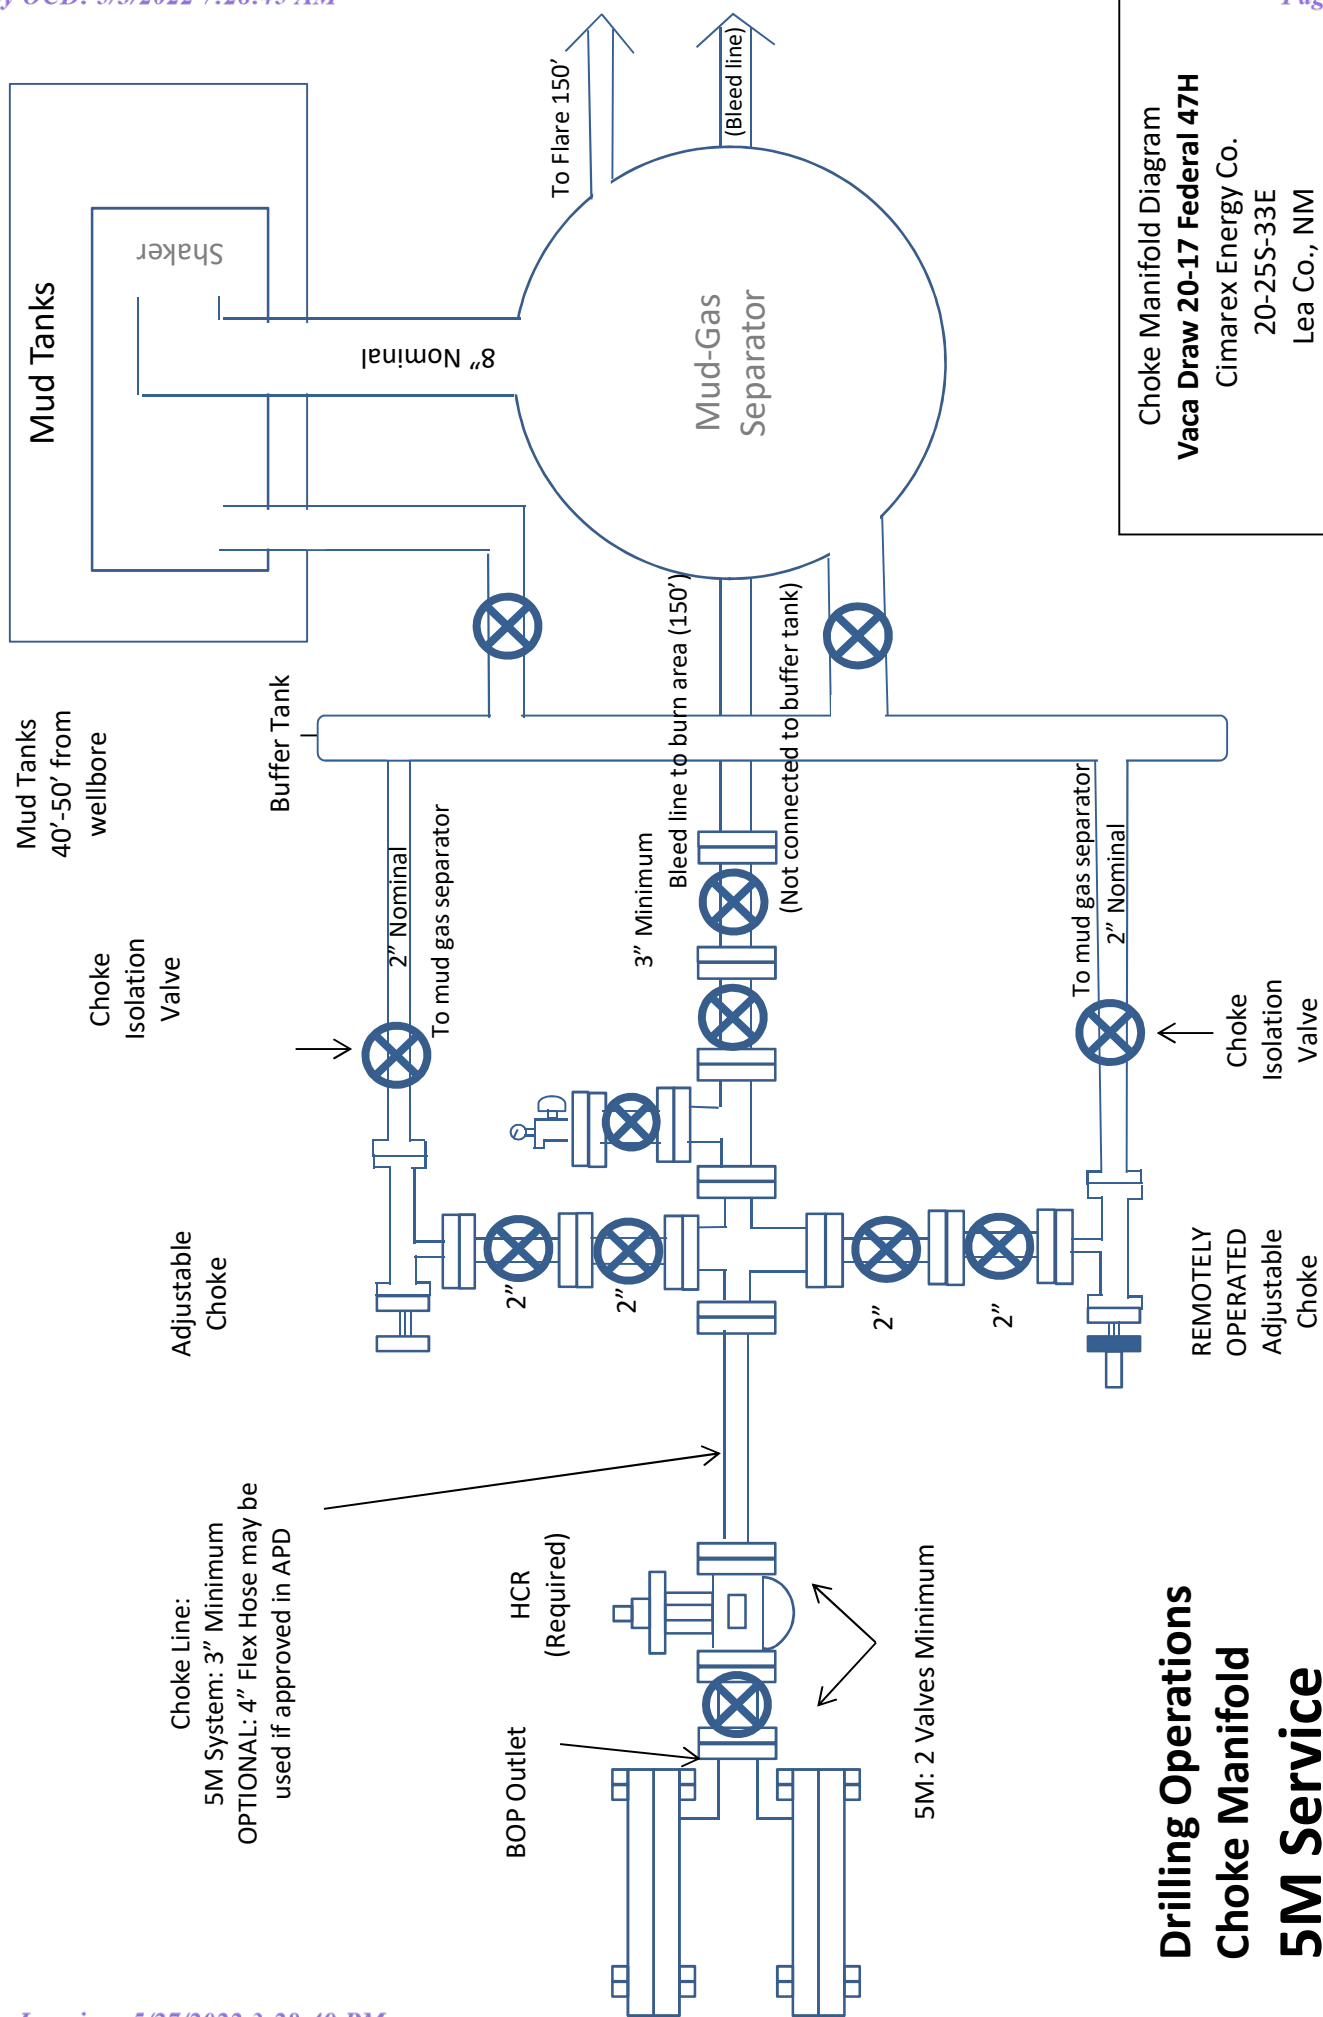 Mud Tanks
Shaker
8” Nominal
To Flare 150’
(Bleed line)
Mud-Gas
Separator
Mud Tanks
40’-50’ from
wellbore
Buffer Tank
Bleed line to burn area (150’)
(Not connected to buffer tank)
3” Minimum
2” Nominal
To mud gas separator
To mud gas separator
2” Nominal
Choke
Isolation
Valve
Choke
Isolation
Valve
Adjustable
Choke
2”
2”
2”
2”
REMOTELY
OPERATED
Adjustable
Choke
Choke Line:
5M System: 3” Minimum
OPTIONAL: 4” Flex Hose may be
used if approved in APD
HCR
(Required)
BOP Outlet
5M: 2 Valves Minimum
Drilling Operations
Choke Manifold
5M Service
Choke Manifold Diagram
Vaca Draw 20-17 Federal 47H
Cimarex Energy Co.
20-25S-33E
Lea Co., NM